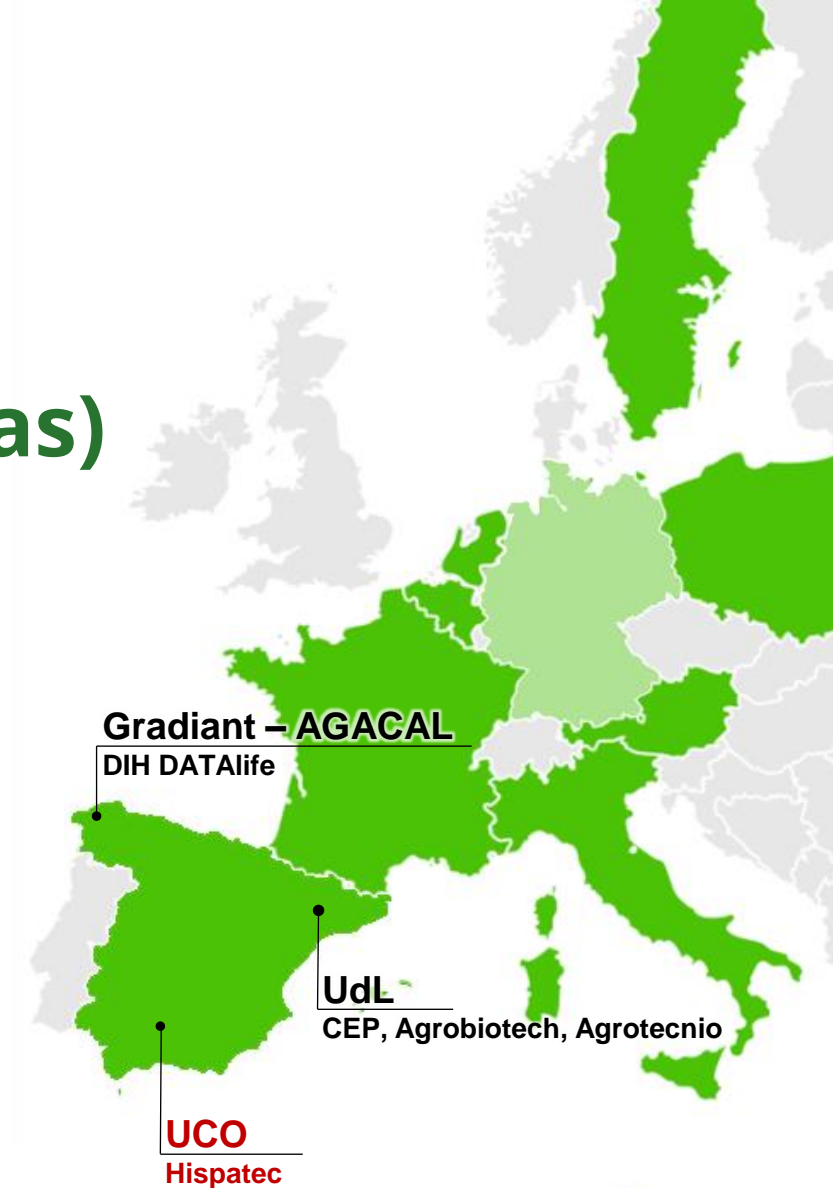 as)
Gradiant – AGACAL
DIH DATAlife
UdL
CEP, Agrobiotech, Agrotecnio
UCO
Hispatec